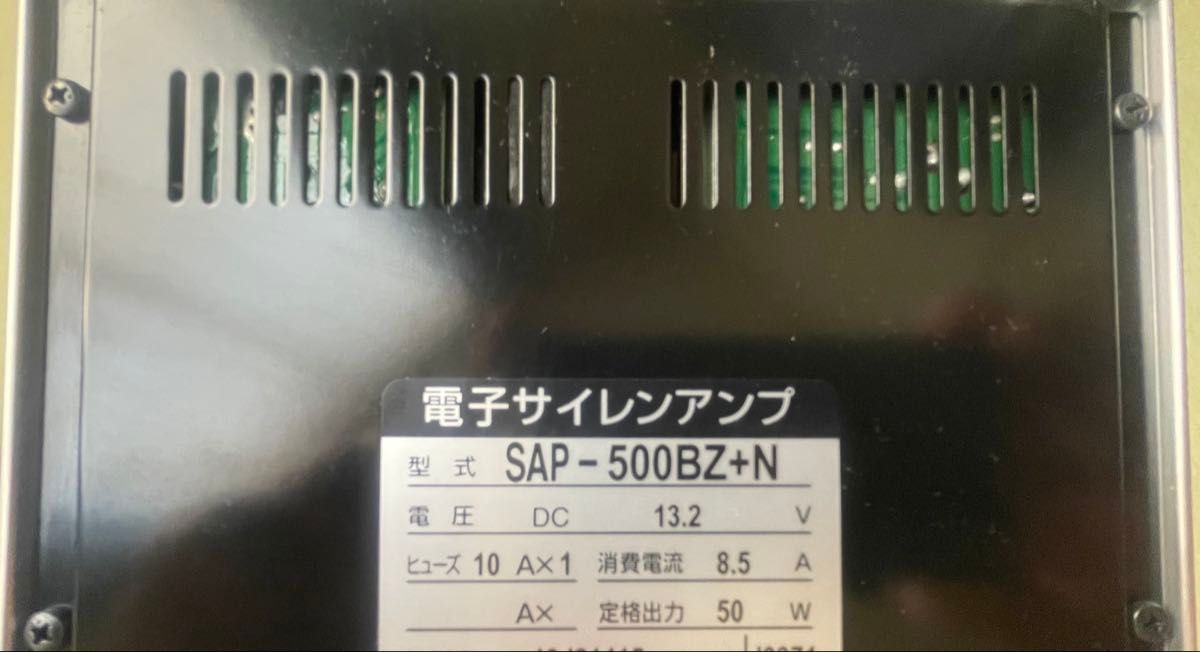 電子サイレンアンプ
型式 SAP-500BZ+N
電圧 DC 13.2 V
ヒューズ 10 A×1 消費電流 8.5 A
A× 定格出力 50 W